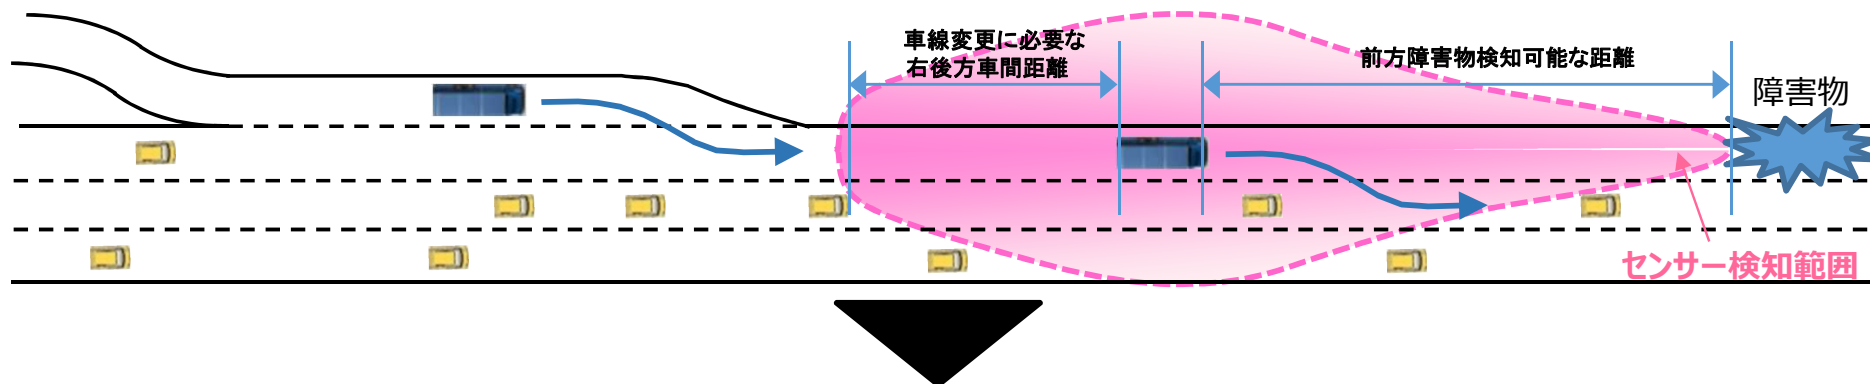 車線変更に必要な
右後方車間距離
前方障害物検知可能な距離
障害物
センサー検知範囲